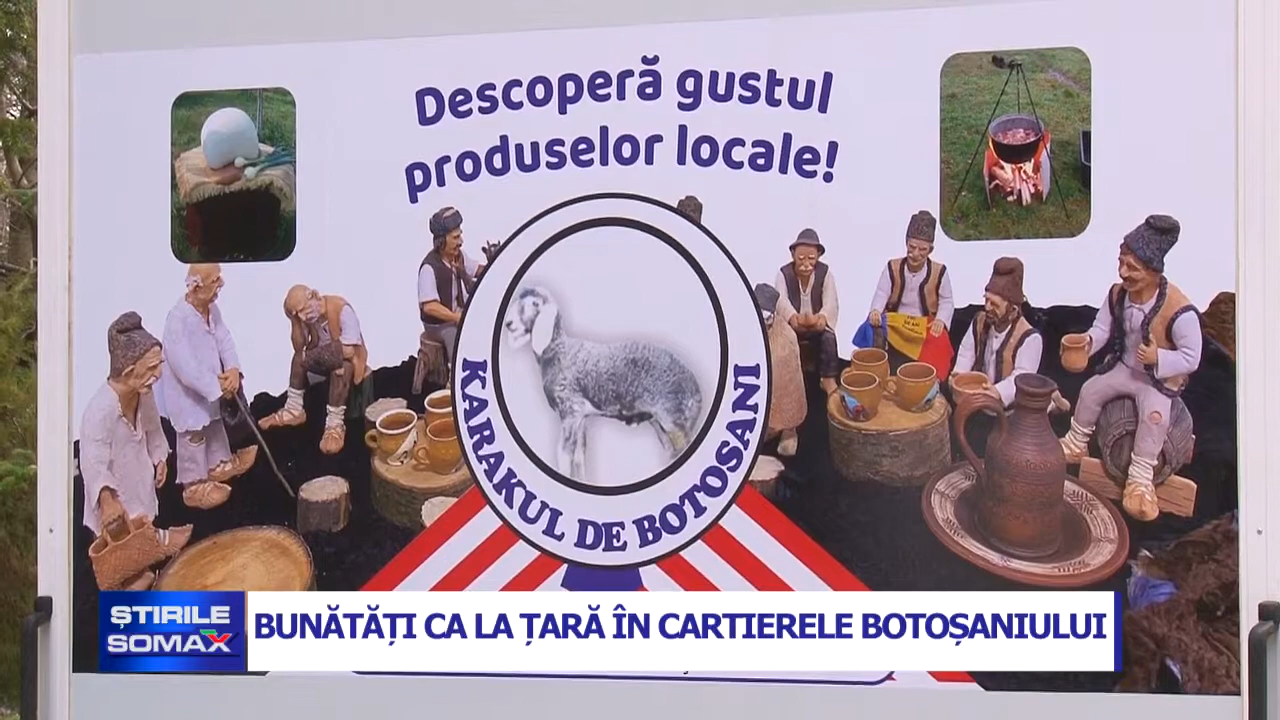 Descoperă gustul
produselor locale!
KARAKUL DE BOTOSANI
ȘTIRILE
SOMAX
BUNĂTĂȚI CA LA ȚARĂ ÎN CARTIERELE BOTOȘANIULUI